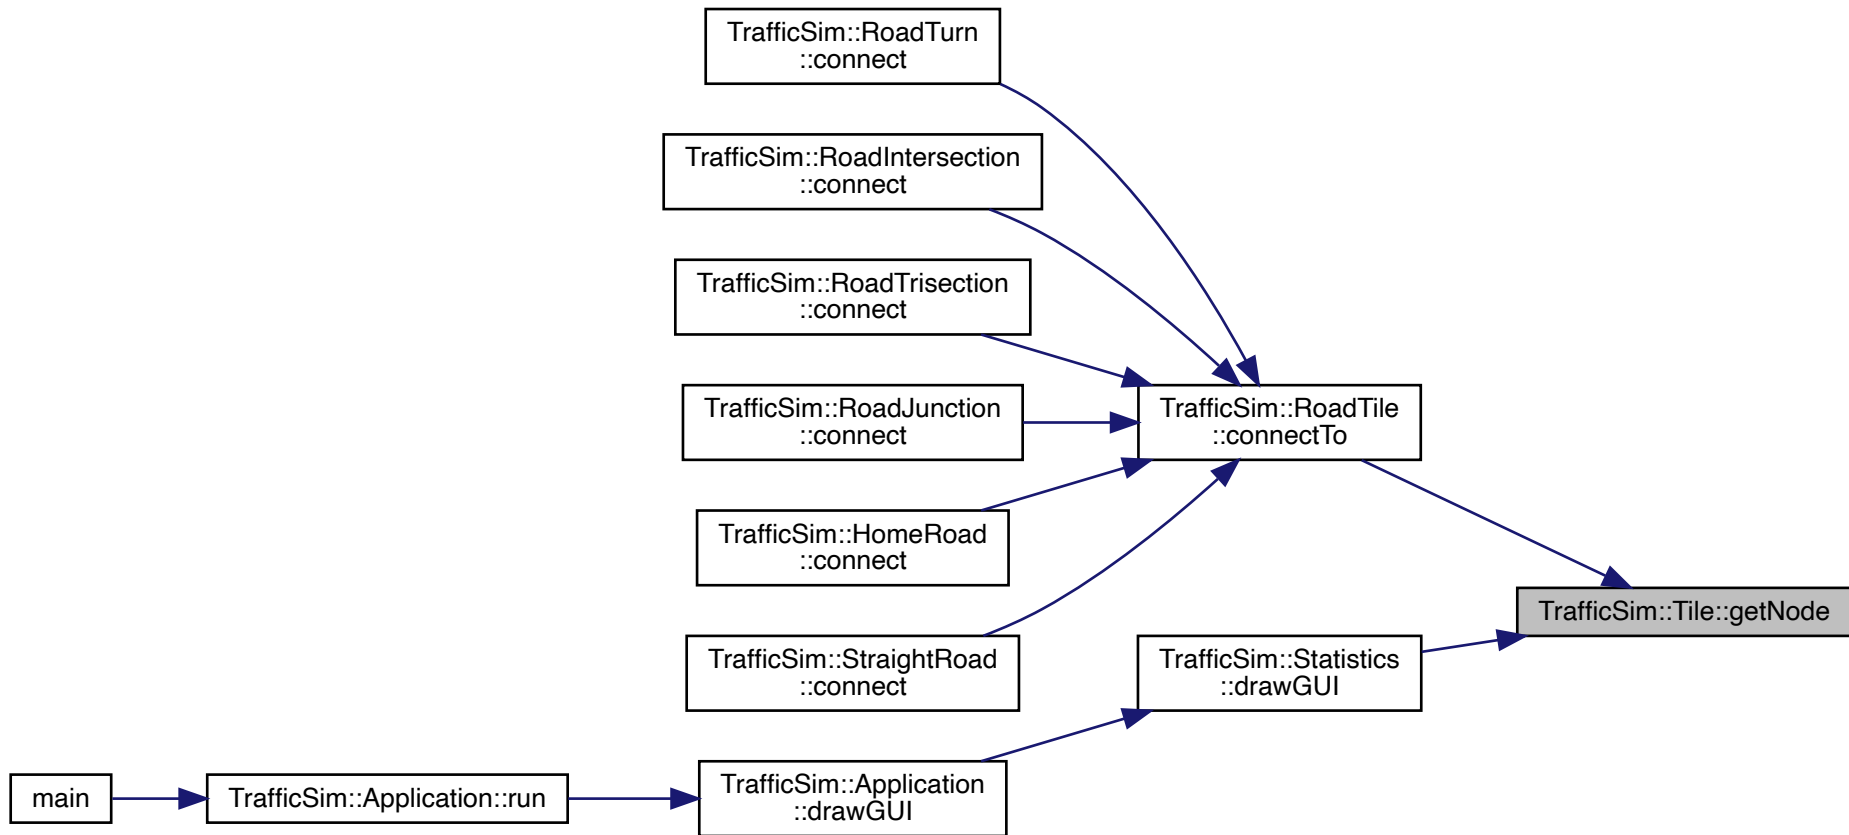 TrafficSim::RoadTurn
::connect
TrafficSim::RoadIntersection
::connect
TrafficSim::RoadTrisection
::connect
TrafficSim::RoadJunction
::connect
TrafficSim::RoadTile
::connectTo
TrafficSim::HomeRoad
::connect
TrafficSim::Tile::getNode
TrafficSim::StraightRoad
::connect
TrafficSim::Statistics
::drawGUI
main
TrafficSim::Application::run
TrafficSim::Application
::drawGUI